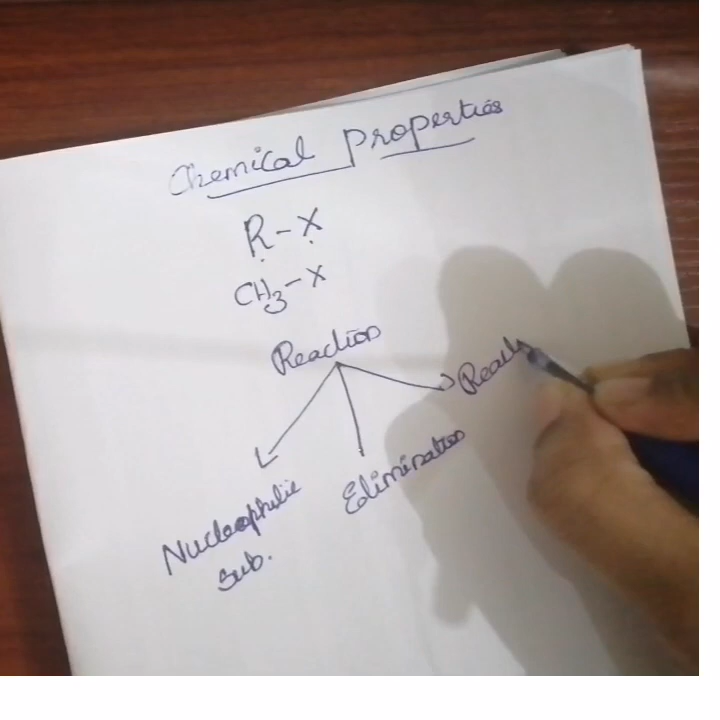 Chemical Properties
R-X
CH3-X
Reaction
Nucleophilic
Sub.
Elimination